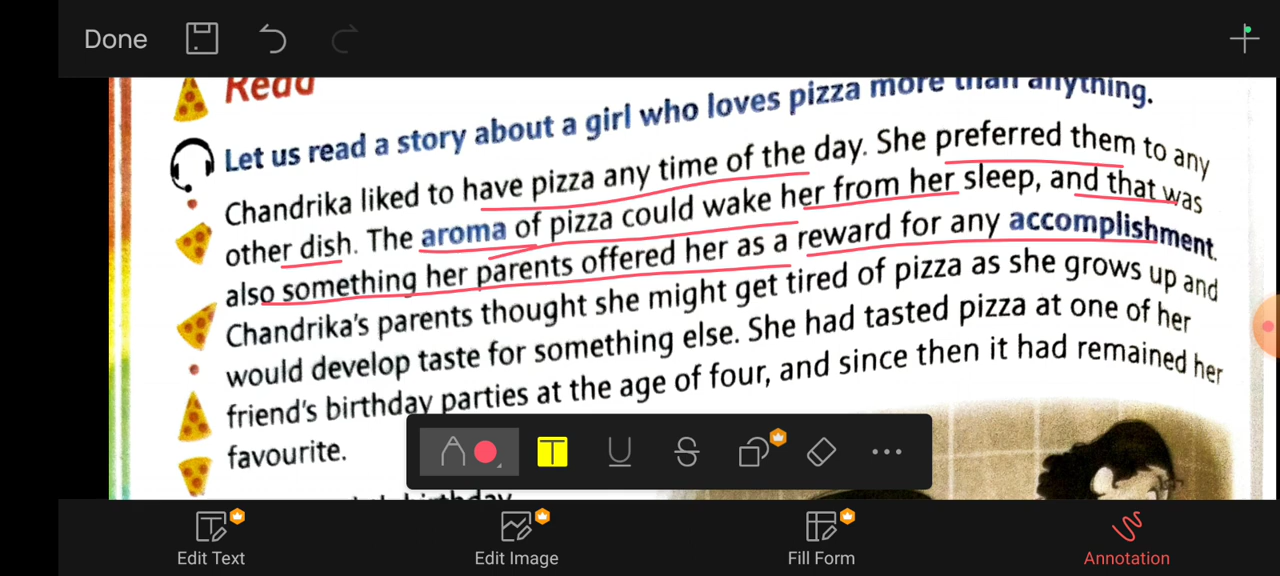 Done
Read
Let us read a story about a girl who loves pizza more than anything.
Chandrika liked to have pizza any time of the day. She preferred them to any
other dish. The aroma of pizza could wake her from her sleep, and that was
also something her parents offered her as a reward for any accomplishment.
Chandrika's parents thought she might get tired of pizza as she grows up and
would develop taste for something else. She had tasted pizza at one of her
friend's birthday parties at the age of four, and since then it had remained her
favourite.
birthday
T
U
S
Edit Text
Edit Image
Fill Form
Annotation